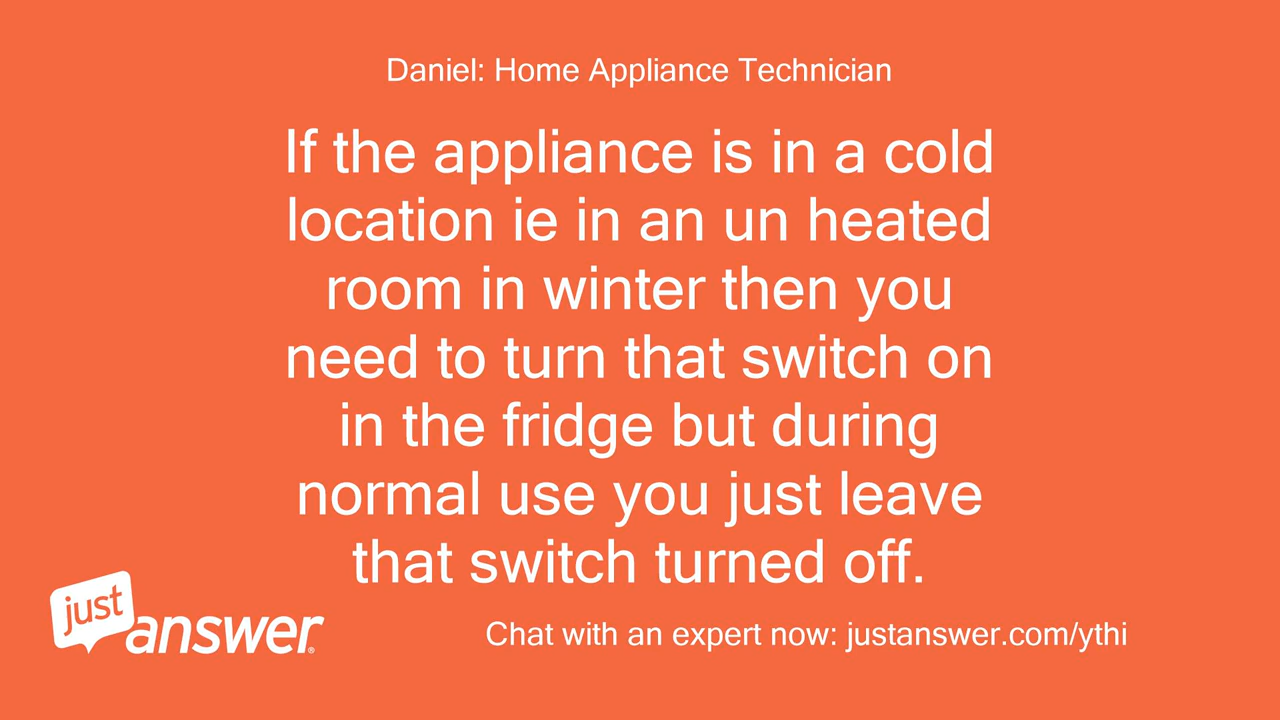 Daniel: Home Appliance Technician
If the appliance is in a cold
location ie in an un heated
room in winter then you
need to turn that switch on
in the fridge but during
normal use you just leave
that switch turned off.
just
answer®
Chat with an expert now: justanswer.com/ythi